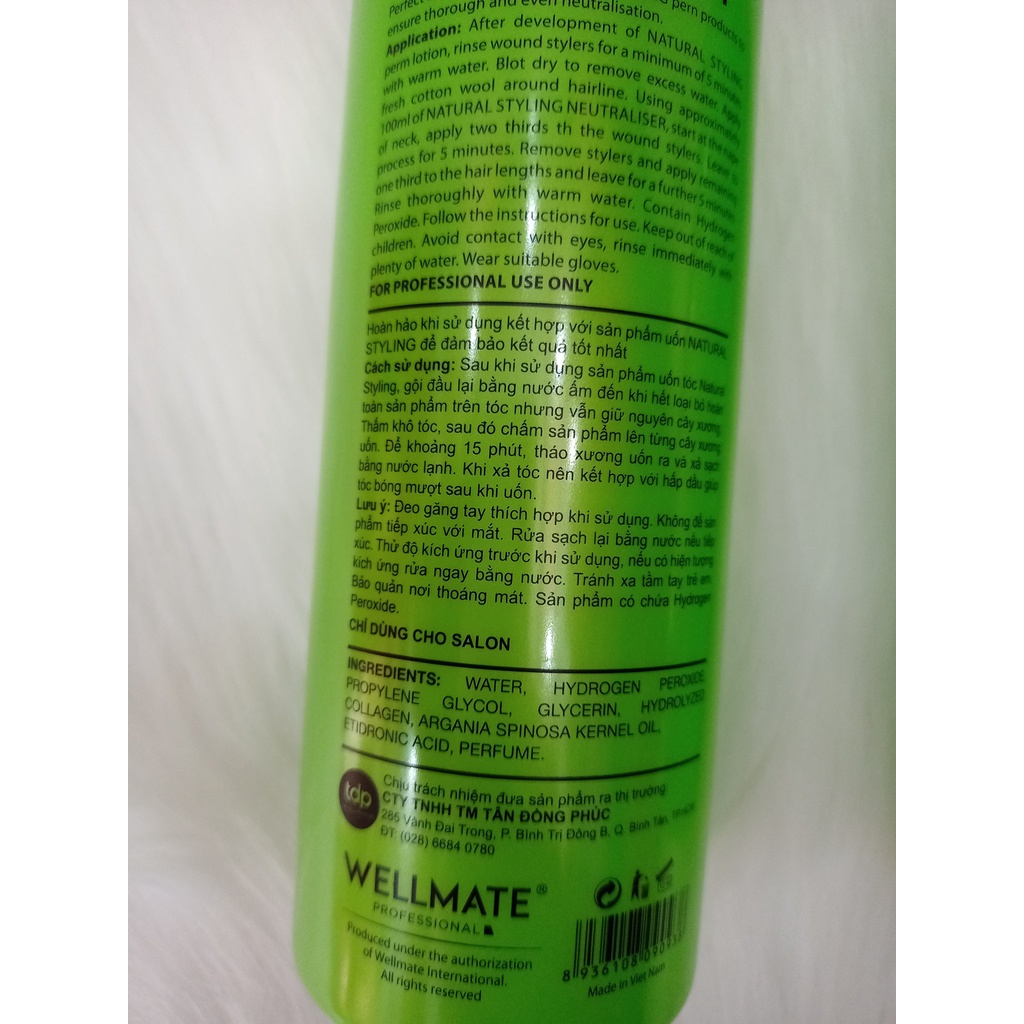 Perfect pern products to
ensure thorough and even neutralisation.
Application: After development of NATURAL STYLING
perm lotion, rinse wound stylers for a minimum of 5 minutes
with warm water. Blot dry to remove excess water. Apply
fresh cotton wool around hairline. Using approximately
100ml of NATURAL STYLING NEUTRALISER, start at the nape
of neck, apply two thirds th the wound stylers. Leave to
process for 5 minutes. Remove stylers and apply remaining
one third to the hair lengths and leave for a further 5 minutes
Rinse thoroughly with warm water. Contain Hydrogen
Peroxide. Follow the instructions for use. Keep out of reach of
children. Avoid contact with eyes, rinse immediately with
plenty of water. Wear suitable gloves.
FOR PROFESSIONAL USE ONLY
Hoàn hảo khi sử dụng kết hợp với sản phẩm uốn NATURAL
STYLING để đảm bảo kết quả tốt nhất
Cách sử dụng: Sau khi sử dụng sản phẩm uốn tóc Natural
Styling, gội đầu lại bằng nước ấm đến khi hết loại bỏ hoàn
toàn sản phẩm trên tóc nhưng vẫn giữ nguyên cây xương.
Thấm khô tóc, sau đó chấm sản phẩm lên từng cây xương
uốn. Để khoảng 15 phút, tháo xương uốn ra và xả sạch
bằng nước lạnh. Khi xả tóc nên kết hợp với hấp dầu giúp
tóc bóng mượt sau khi uốn.
Lưu ý: Đeo găng tay thích hợp khi sử dụng. Không để sản
phẩm tiếp xúc với mắt. Rửa sạch lại bằng nước nếu tiếp
xúc. Thử độ kích ứng trước khi sử dụng, nếu có hiện tượng
kích ứng rửa ngay bằng nước. Tránh xa tầm tay trẻ em.
Bảo quản nơi thoáng mát. Sản phẩm có chứa Hydrogen
Peroxide.
CHỈ DÙNG CHO SALON
INGREDIENTS: WATER, HYDROGEN PEROXIDE,
PROPYLENE GLYCOL, GLYCERIN, HYDROLYZED
COLLAGEN, ARGANIA SPINOSA KERNEL OIL,
ETIDRONIC ACID, PERFUME.
tdp
Chịu trách nhiệm đưa sản phẩm ra thị trường
CTY TNHH TM TÂN ĐÔNG PHÚC
285 Vành Đai Trong, P. Bình Trị Đông B, Q. Bình Tân,
ĐT: (028) 6684 0780
WELLMATE®
PROFESSIONAL
Produced under the authorization
of Wellmate International.
All rights reserved
8 936108 09093
Made in Viet Nam